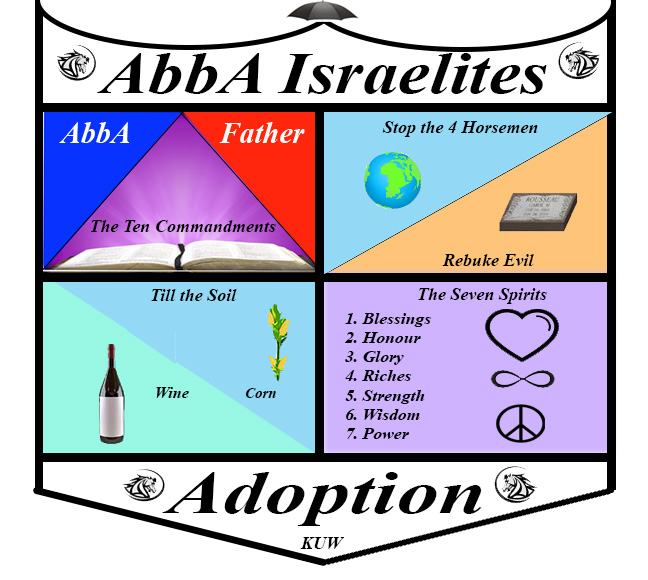 AbbA Israelites
AbbA
Father
The Ten Commandments
Stop the 4 Horsemen
ROUSSEAU
Rebuke Evil
Till the Soil
Wine
Corn
The Seven Spirits
1. Blessings
2. Honour
3. Glory
4. Riches
5. Strength
6. Wisdom
7. Power
Adoption
KUW